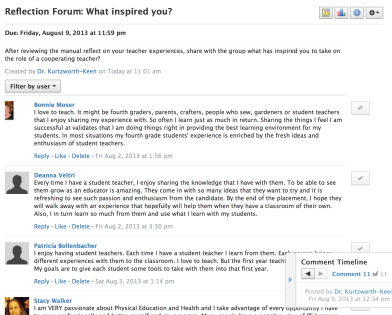 Reflection Forum: What inspired you?
Due: Friday, August 9, 2013 at 11:59 pm
After reviewing the manual reflect on your teacher experiences, share with the group what has inspired you to take on
the role of a cooperating teacher?
Created by Dr. Kurtzworth-Keen on Today at 11:01 am
Filter by user
Bonnie Moser
I love to teach. It might be fourth graders, parents, crafters, people who sew, gardeners or student teachers
that I enjoy sharing my experience with. So often I learn just as much in return. Sharing the things I feel I am
successful at validates that I am doing things right in providing the best learning environment for my
students. In most situations my fourth grade students' experience is enriched by the fresh ideas and
enthusiasm of student teachers.
Reply · Like · Delete · Fri Aug 2, 2013 at 1:56 pm
Deanna Veltri
Every time I have a student teacher, I enjoy sharing the knowledge that I have with them. To be able to see
them grow as an educator is amazing. They come in with so many ideas that they want to try and it is
refreshing to see such passion and enthusiasm from the candidate. By the end of the placement, I hope they
will walk away with an experience that hopefully will help them when they have a classroom of their own.
Also, I in turn learn so much from them and use what I learn with my students.
Reply · Like · Delete · Fri Aug 2, 2013 at 3:30 pm
Patricia Bollenbacher
I enjoy having student teachers. Each time I have a student teacher I learn from them. Each
different experiences with them to the classroom. I love to teach. But the first year teach
My goals are to give each student some tools to take with them into that first year.
Reply · Like · Delete · Sat Aug 3, 2013 at 1:14 pm
Comment Timeline
Comment 11 of 11
Posted by Dr. Kurtzworth-Keen
Fri Aug 9, 2013 at 12:34 pm
Stacy Walker
I am VERY passionate about Physical Education and Health and I take advantage of every opportunity I have